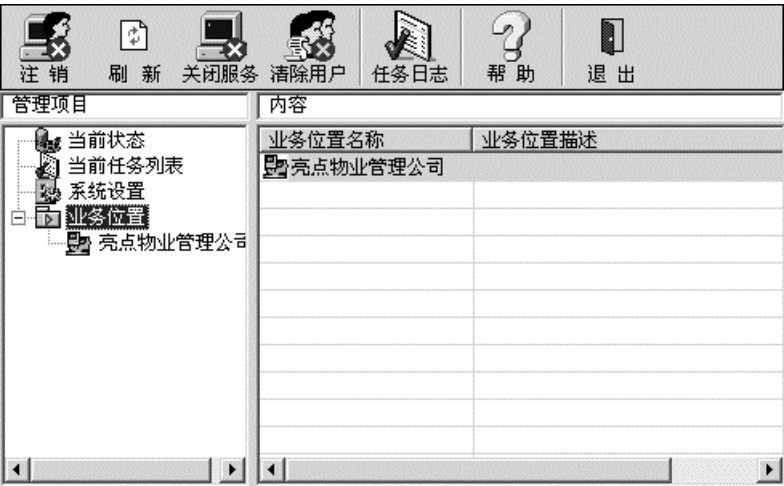 注 销 刷 新 关闭服务 清除用户 任务日志 帮 助 退 出
管理项目 内容
当前状态 业务位置名称 业务位置描述
当前任务列表 亮点物业管理公司
系统设置
业务位置
亮点物业管理公司